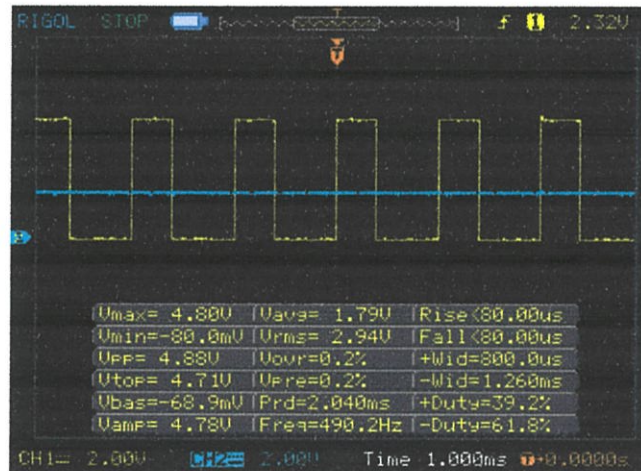 RIGOL STOP T 1 2.32V
T
Vmax= 4.80V Vavg= 1.79V Rise<80.00us
Vmin=-80.0mV Vrms= 2.94V Fall<80.00us
Vpp= 4.88V Vovr=0.2% +Wid=800.0us
Vtop= 4.71V Vpre=0.2% -Wid=1.260ms
Vbas=-68.9mV Prd=2.040ms +Duty=39.2%
Vamp= 4.78V Freq=490.2Hz -Duty=61.8%
CH1 2.00V CH2 2.00V Time 1.000ms T→0.0000s